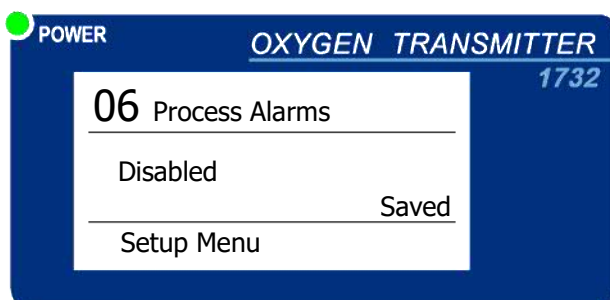 POWER
OXYGEN TRANSMITTER
1732
06 Process Alarms
Disabled
Saved
Setup Menu